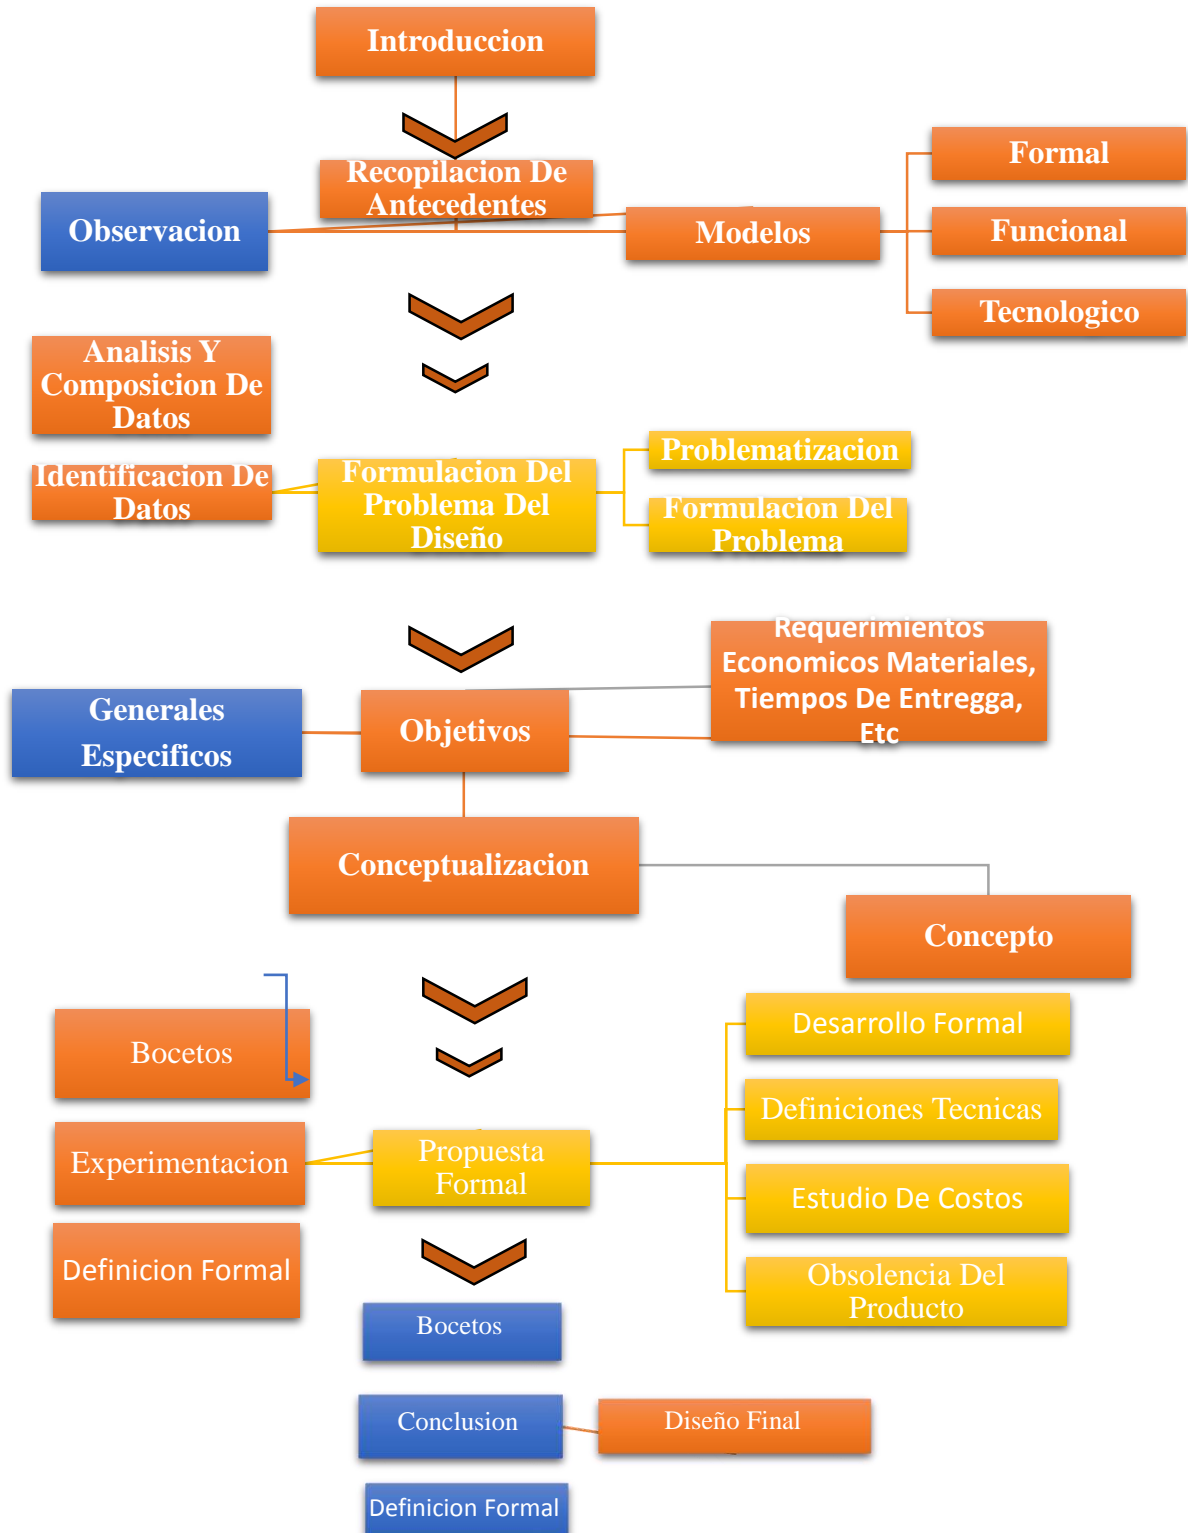 Introduccion
Recopilacion De
Antecedentes
Observacion
Modelos
Formal
Funcional
Tecnologico
Analisis Y
Composicion De
Datos
Identificacion De
Datos
Formulacion Del
Problema Del
Diseño
Problematizacion
Formulacion Del
Problema
Requerimientos
Economicos Materiales,
Tiempos De Entregga,
Etc
Generales
Especificos
Objetivos
Conceptualizacion
Concepto
Bocetos
Experimentacion
Definicion Formal
Propuesta
Formal
Desarrollo Formal
Definiciones Tecnicas
Estudio De Costos
Obsolencia Del
Producto
Bocetos
Conclusion
Diseño Final
Definicion Formal